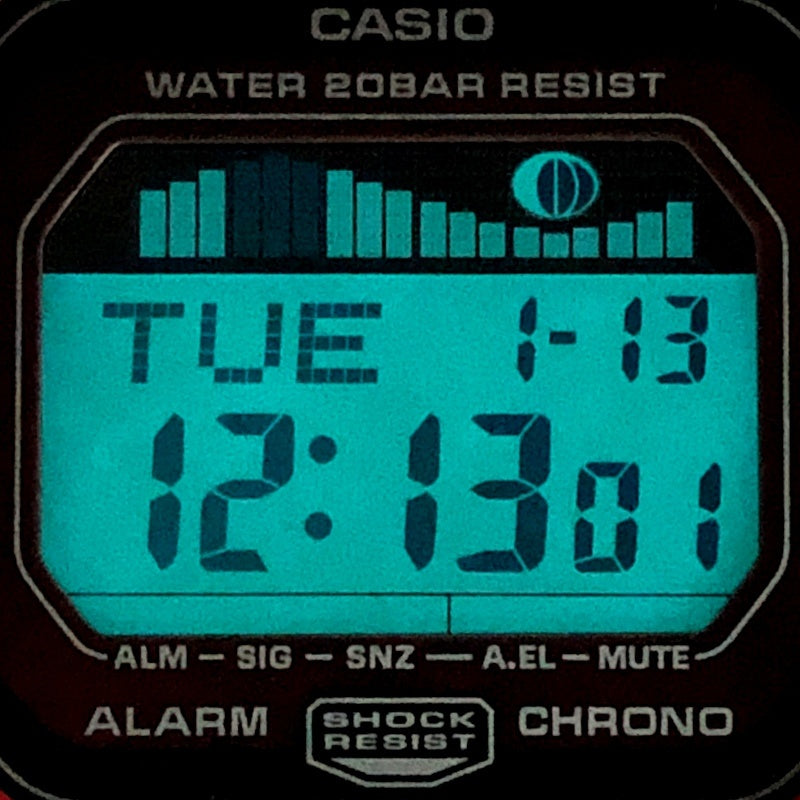 CASIO
WATER 20BAR RESIST
TUE 1-13
12:13 01
ALM SIG SNZ A.EL MUTE
ALARM SHOCK RESIST CHRONO